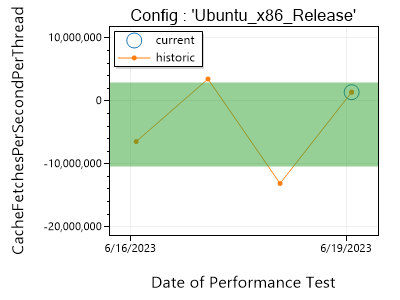 Config : 'Ubuntu_x86_Release'
CacheFetchesPerSecondPerThread
current
historic
10,000,000
0
-10,000,000
-20,000,000
6/16/2023
6/19/2023
Date of Performance Test